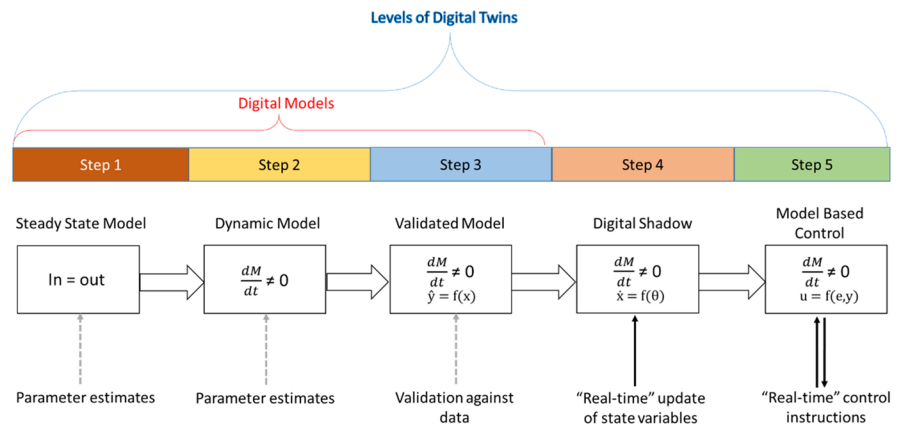 Levels of Digital Twins
Digital Models
Step 1
Step 2
Step 3
Step 4
Step 5
Steady State Model
Dynamic Model
Validated Model
Digital Shadow
Model Based
Control
In = out
dM/dt ≠ 0
dM/dt ≠ 0
ŷ = f(x)
dM/dt ≠ 0
ẋ = f(θ)
dM/dt ≠ 0
u = f(e,y)
Parameter estimates
Parameter estimates
Validation against
data
“Real-time” update
of state variables
“Real-time” control
instructions